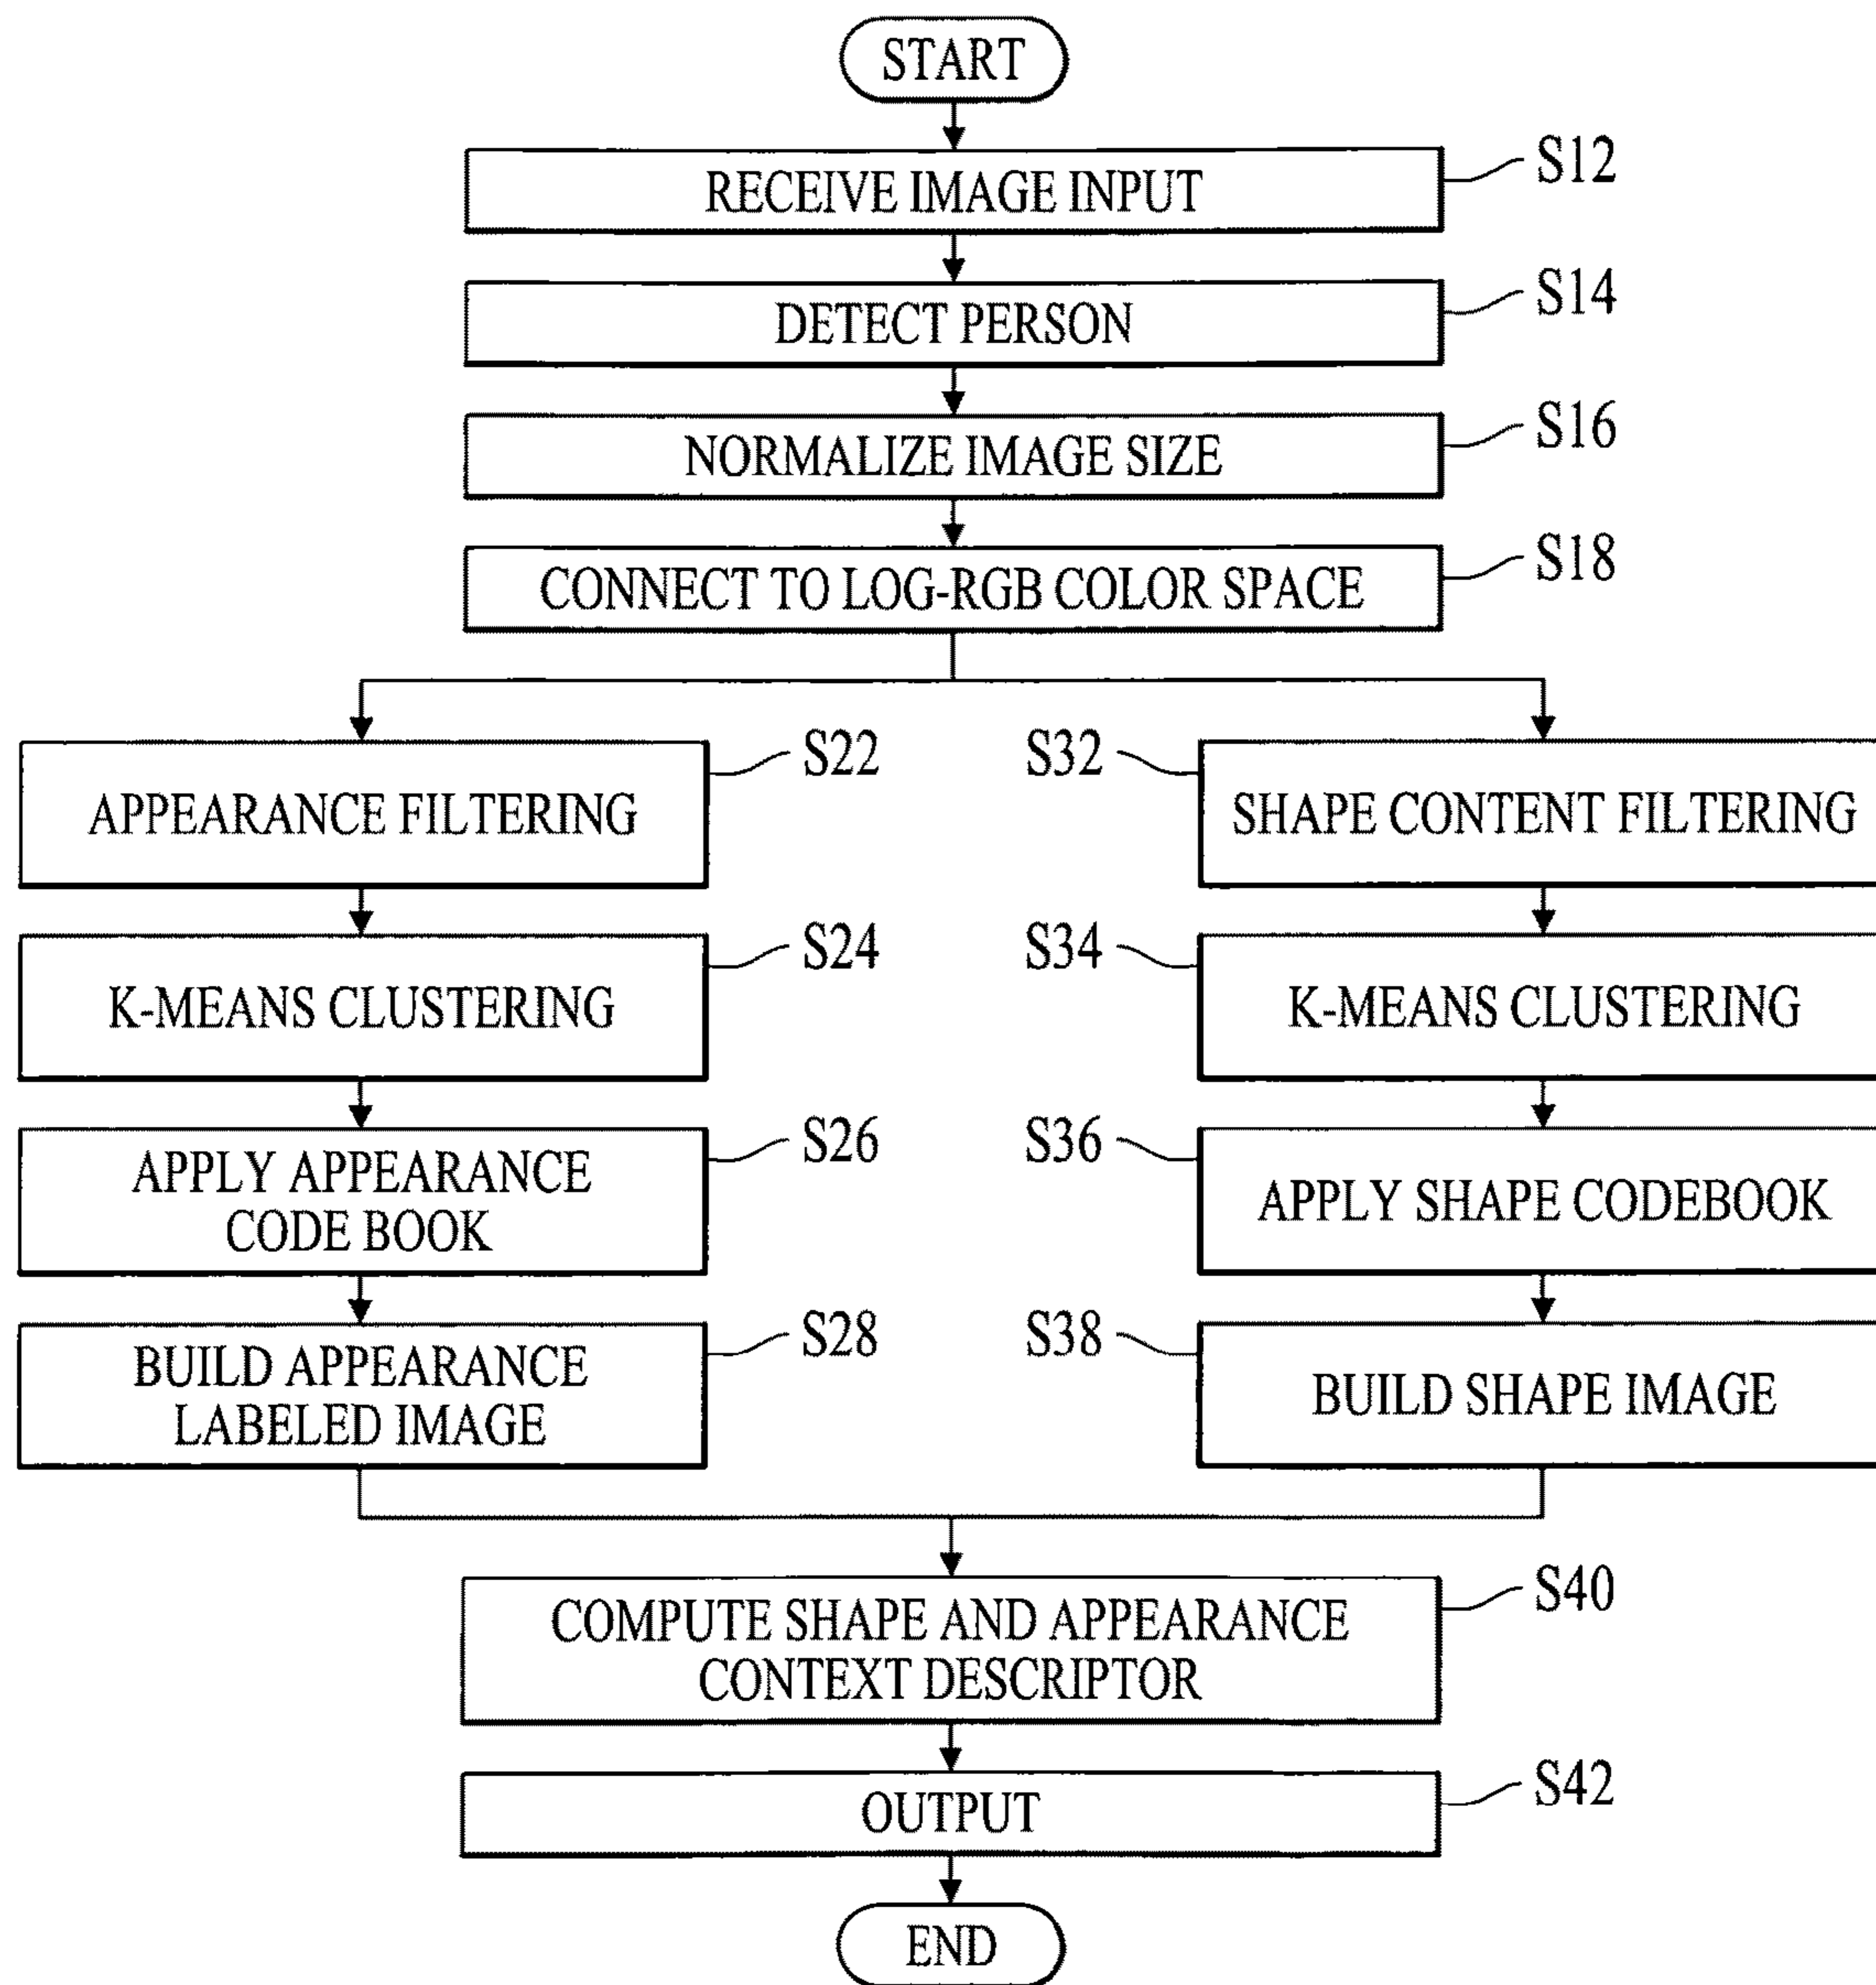 START
RECEIVE IMAGE INPUT
S12
DETECT PERSON
S14
NORMALIZE IMAGE SIZE
S16
CONNECT TO LOG-RGB COLOR SPACE
S18
APPEARANCE FILTERING
S22
S32
SHAPE CONTENT FILTERING
K-MEANS CLUSTERING
S24
S34
K-MEANS CLUSTERING
APPLY APPEARANCE
CODE BOOK
S26
S36
APPLY SHAPE CODEBOOK
BUILD APPEARANCE
LABELED IMAGE
S28
S38
BUILD SHAPE IMAGE
COMPUTE SHAPE AND APPEARANCE
CONTEXT DESCRIPTOR
S40
OUTPUT
S42
END